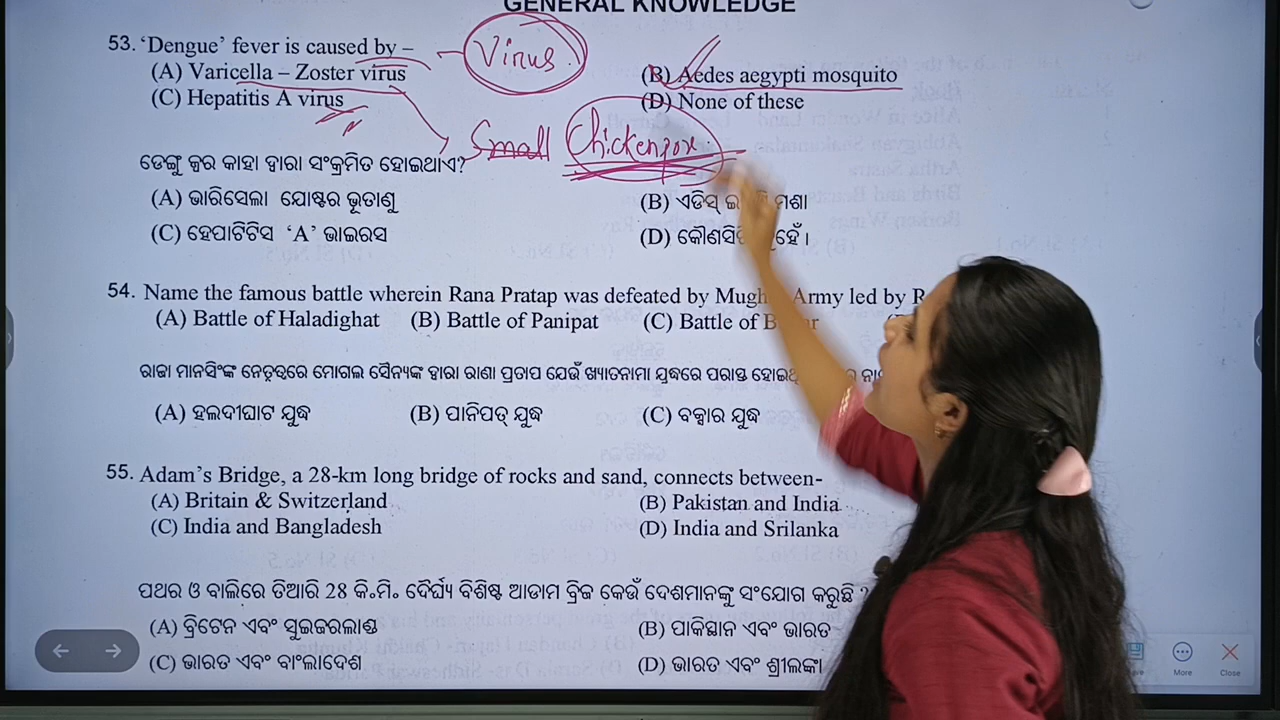 GENERAL KNOWLEDGE
53. ‘Dengue’ fever is caused by –
Virus
(A) Varicella – Zoster virus (B) Aedes aegypti mosquito
(C) Hepatitis A virus (D) None of these
Small Chickenpox
ଡେଙ୍ଗୁ ଜ୍ୱର କାହା ଦ୍ୱାରା ସଂକ୍ରମିତ ହୋଇଥାଏ?
(A) ଭାରିସେଲା ଯୋଷ୍ଟର ଭୂତାଣୁ (B) ଏଡିସ୍ ମଶା
(C) ହେପାଟିଟିସ ‘A’ ଭାଇରସ (D)
54. Name the famous battle wherein Rana Pratap was defeated by Army led by
(A) Battle of Haladighat (B) Battle of Panipat (C) Battle of
ରାଜା ମାନସିଂଙ୍କ ନେତୃତ୍ୱରେ ମୋଗଲ ସୈନ୍ୟଙ୍କ ଦ୍ୱାରା ରାଣା ପ୍ରତାପ ଯେଉଁ ଖ୍ୟାତନାମା ଯୁଦ୍ଧରେ ପରାସ୍ତ
(A) ହଲଦୀଘାଟ ଯୁଦ୍ଧ (B) ପାନିପତ୍ ଯୁଦ୍ଧ (C) ବକ୍ସାର ଯୁଦ୍ଧ
55. Adam’s Bridge, a 28-km long bridge of rocks and sand, connects between-
(A) Britain & Switzerland (B) Pakistan and India
(C) India and Bangladesh (D) India and Srilanka
ପଥର ଓ ବାଲିରେ ତିଆରି 28 କି.ମି. ଦୈର୍ଘ୍ୟ ବିଶିଷ୍ଟ ଆଡାମ ବ୍ରିଜ କେଉଁ ଦେଶମାନଙ୍କୁ ସଂଯୋଗ କରୁଛି ?
(A) ବ୍ରିଟେନ ଏବଂ ସୁଇଜରଲାଣ୍ଡ (B) ପାକିସ୍ଥାନ ଏବଂ ଭାରତ
(C) ଭାରତ ଏବଂ ବାଂଲାଦେଶ (D) ଭାରତ ଏବଂ ଶ୍ରୀଲଙ୍କା
More Close